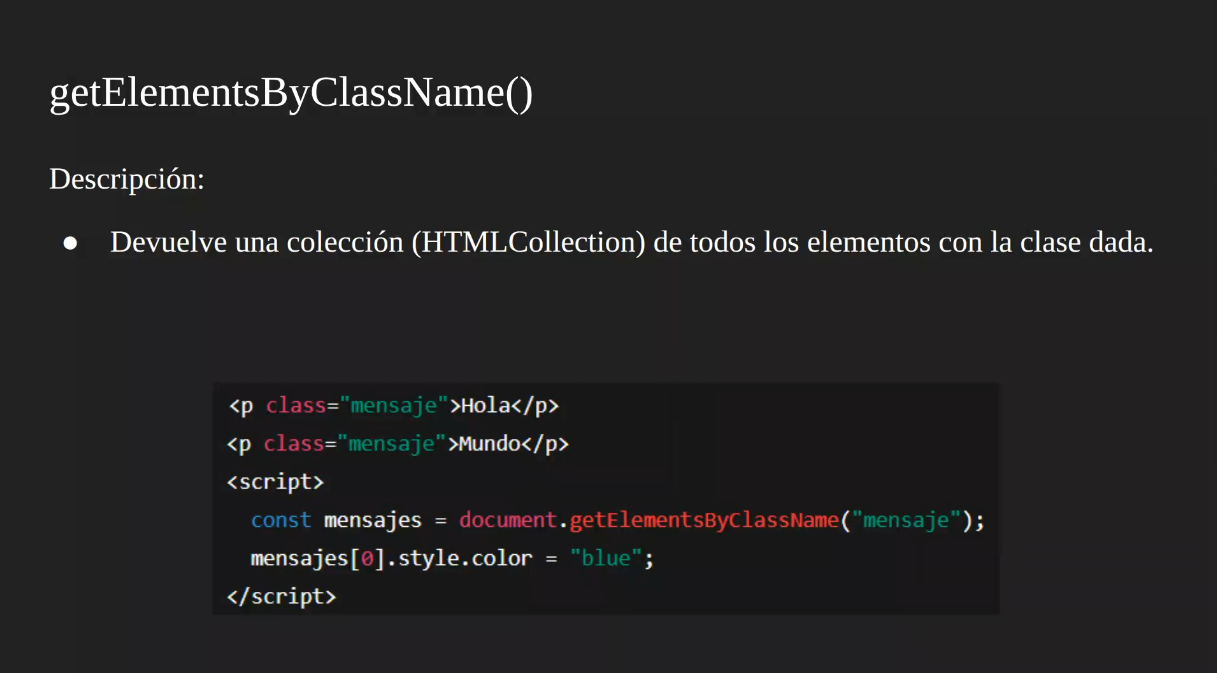 getElementsByClassName()
Descripción:
● Devuelve una colección (HTMLCollection) de todos los elementos con la clase dada.
<p class="mensaje">Hola</p>
<p class="mensaje">Mundo</p>
<script>
  const mensajes = document.getElementsByClassName("mensaje");
  mensajes[0].style.color = "blue";
</script>